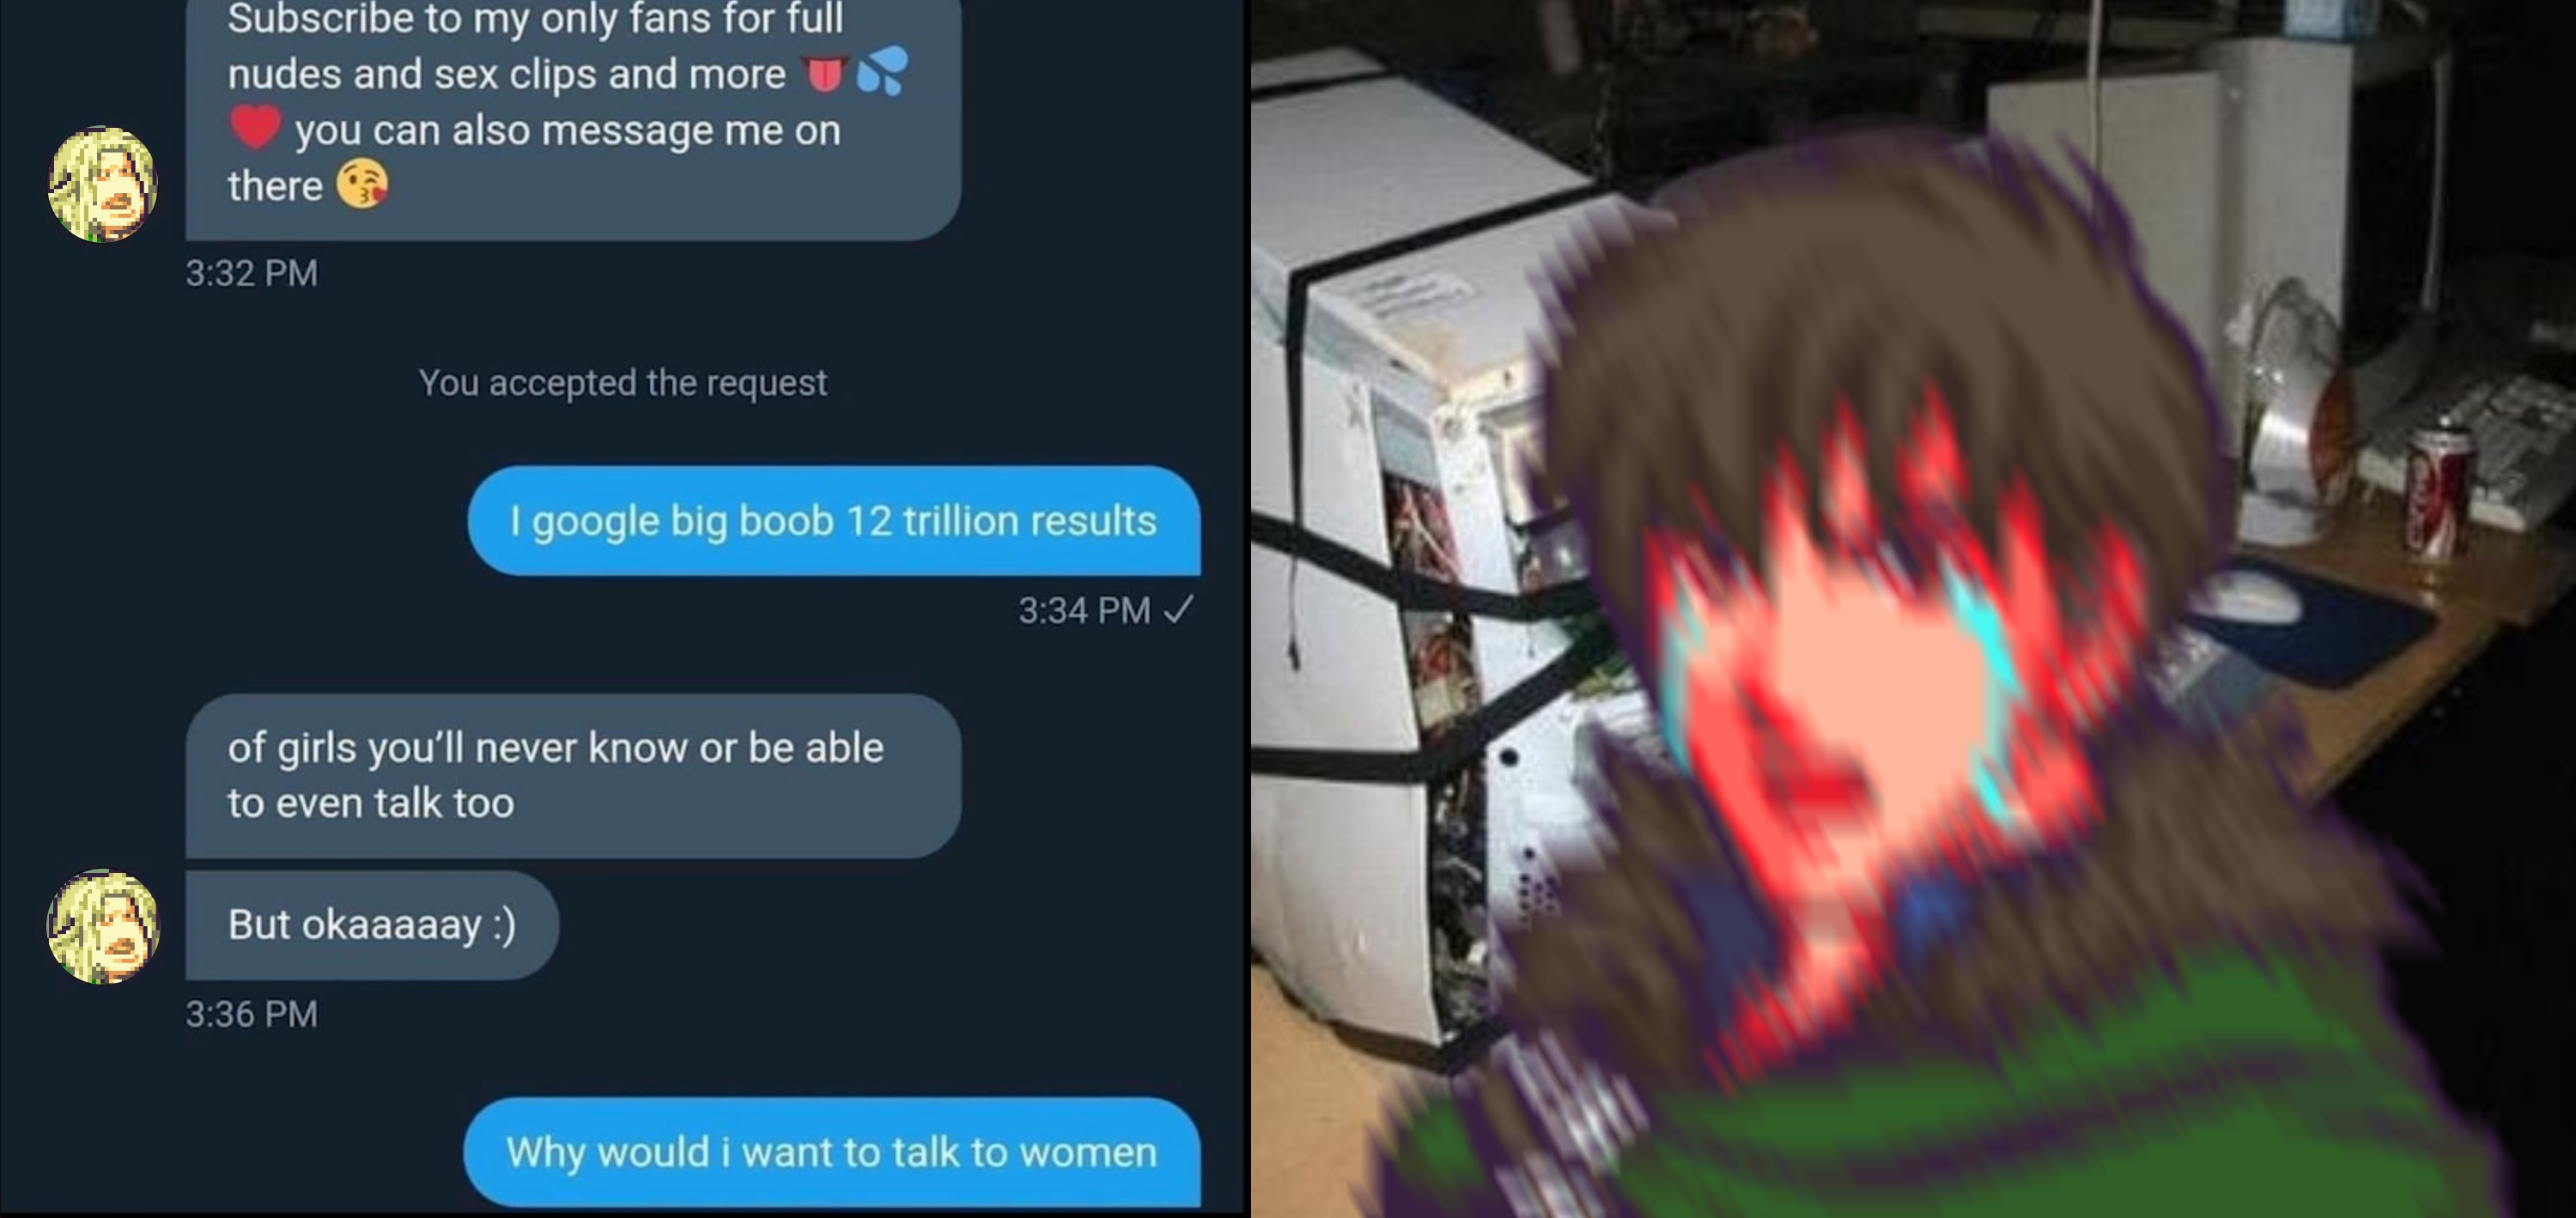 Subscribe to my only fans for full
nudes and sex clips and more 👅💦
❤️ you can also message me on
there 😘
3:32 PM
You accepted the request
I google big boob 12 trillion results
3:34 PM ✓
of girls you'll never know or be able
to even talk too
But okaaaaay :)
3:36 PM
Why would i want to talk to women